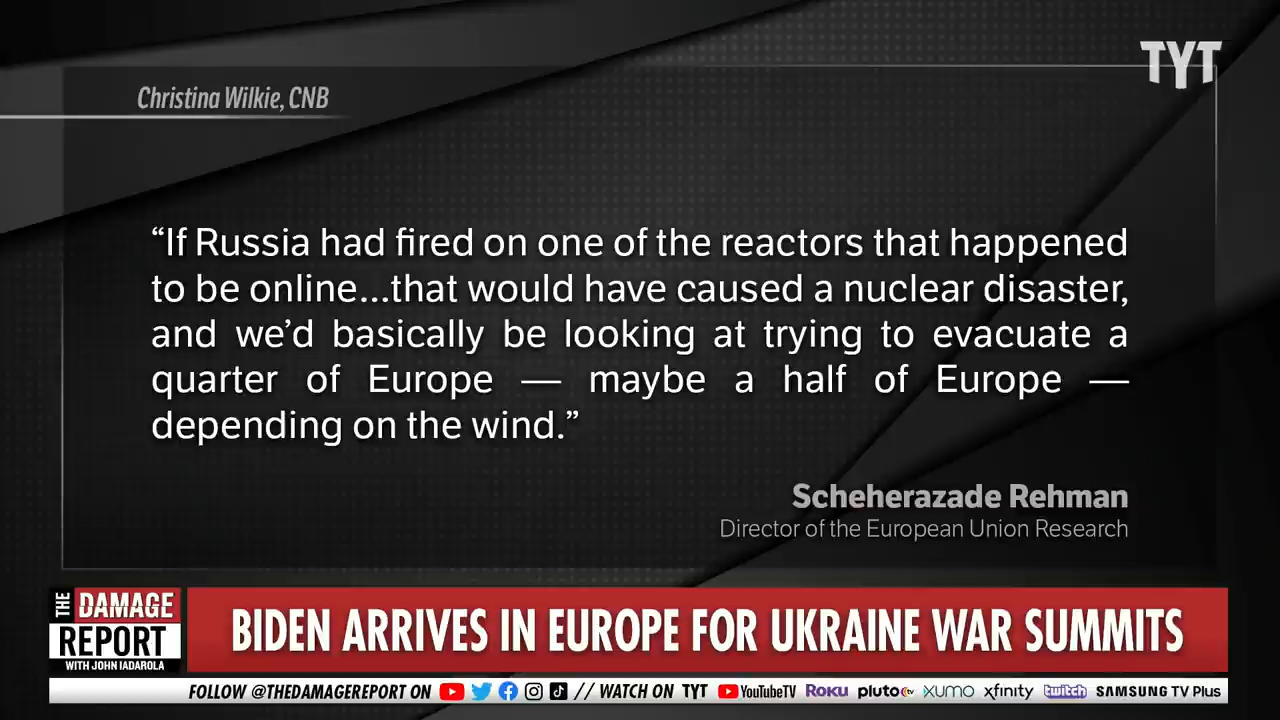 TYT
Christina Wilkie, CNB
“If Russia had fired on one of the reactors that happened
to be online...that would have caused a nuclear disaster,
and we’d basically be looking at trying to evacuate a
quarter of Europe — maybe a half of Europe —
depending on the wind.”
Scheherazade Rehman
Director of the European Union Research
THE DAMAGE
REPORT
WITH JOHN IADAROLA
BIDEN ARRIVES IN EUROPE FOR UKRAINE WAR SUMMITS
FOLLOW @THEDAMAGEREPORT ON // WATCH ON TYT YouTubeTV ROKU pluto tv XUMO xfinity twitch SAMSUNG TV Plus